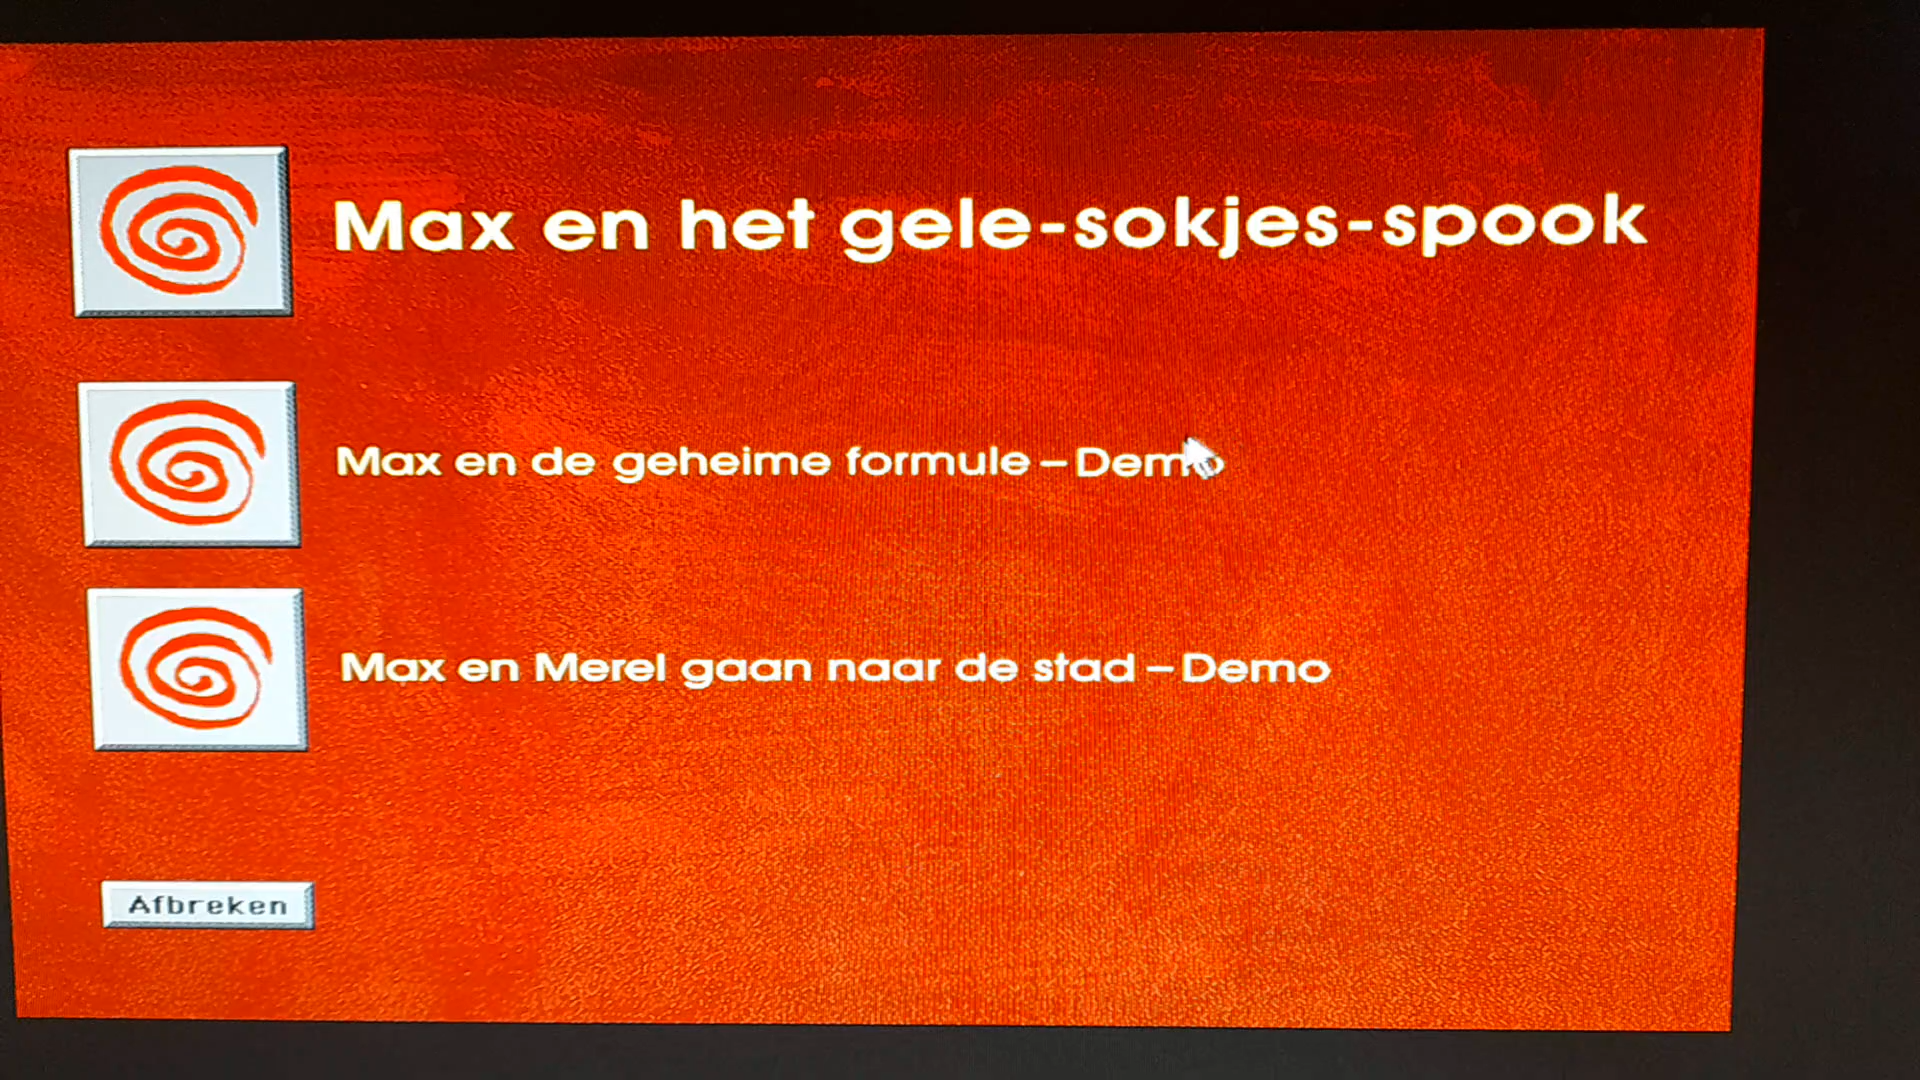 Max en het gele-sokjes-spook
Max en de geheime formule – Demo
Max en Merel gaan naar de stad – Demo
Afbreken